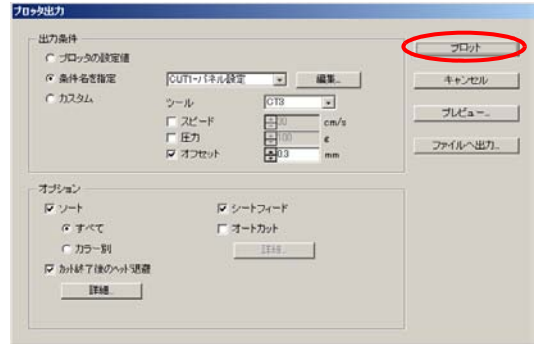 プロッタ出力
出力条件
プロッタの設定値
条件名を指定
CUT1-パネル設定
編集...
カスタム
ツール
CT3
スピード
30
cm/s
圧力
100
g
オフセット
0.3
mm
プロット
キャンセル
プレビュー...
ファイルへ出力...
オプション
ソート
すべて
カラー別
カット終了後のヘッド退避
詳細...
シートフィード
オートカット
詳細...